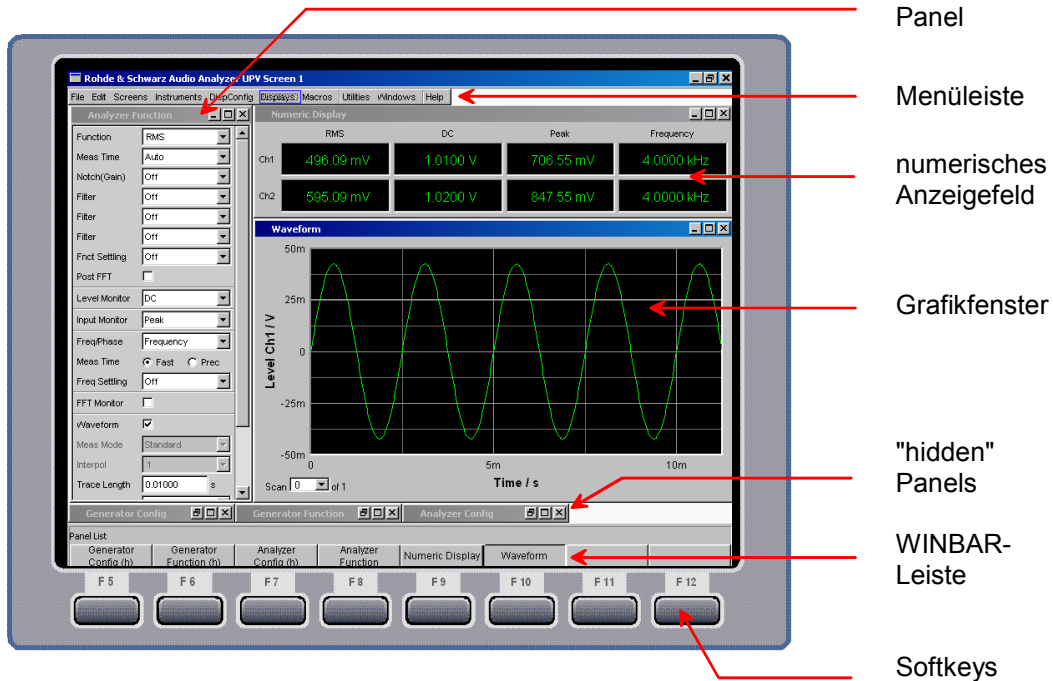 Panel
Menüleiste
numerisches
Anzeigefeld
Grafikfenster
"hidden"
Panels
WINBAR-
Leiste
Softkeys
Rohde & Schwarz Audio Analyzer UPV Screen 1
File Edit Screens Instruments DispConfig Displays Macros Utilities Windows Help
Analyzer Function
Function RMS
Meas Time Auto
Notch(Gain) Off
Filter Off
Filter Off
Filter Off
Fnct Settling Off
Post FFT
Level Monitor DC
Input Monitor Peak
Freq/Phase Frequency
Meas Time Fast Prec
Freq Settling Off
FFT Monitor
Waveform
Meas Mode Standard
Interpol 1
Trace Length 0.01000 s
Numeric Display
RMS DC Peak Frequency
Ch1 496.09 mV 1.0100 V 706.55 mV 4.0000 kHz
Ch2 595.09 mV 1.0200 V 847.55 mV 4.0000 kHz
Waveform
50m
25m
0
-25m
-50m
Level Ch1 / V
0 5m 10m
Time / s
Scan 0 of 1
Generator Config Generator Function Analyzer Config
Panel List
Generator Config (h) Generator Function (h) Analyzer Config (h) Analyzer Function Numeric Display Waveform
F 5 F 6 F 7 F 8 F 9 F 10 F 11 F 12